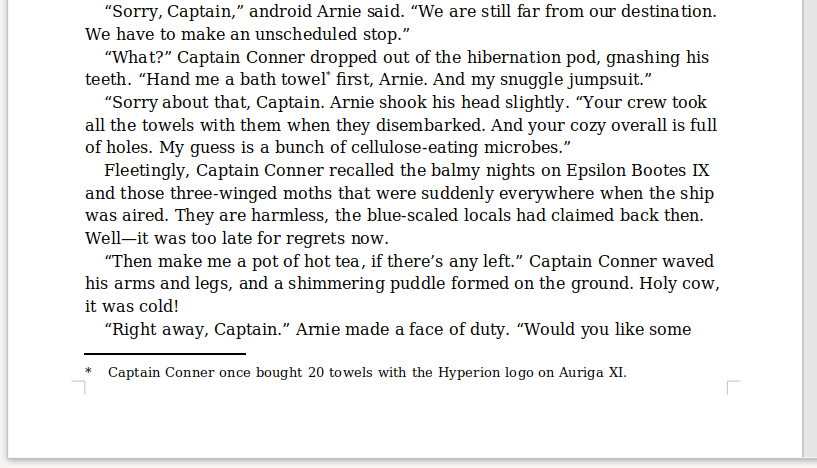 “Sorry, Captain,” android Arnie said. “We are still far from our destination.
We have to make an unscheduled stop.”
“What?” Captain Conner dropped out of the hibernation pod, gnashing his
teeth. “Hand me a bath towel* first, Arnie. And my snuggle jumpsuit.”
“Sorry about that, Captain. Arnie shook his head slightly. “Your crew took
all the towels with them when they disembarked. And your cozy overall is full
of holes. My guess is a bunch of cellulose-eating microbes.”
Fleetingly, Captain Conner recalled the balmy nights on Epsilon Bootes IX
and those three-winged moths that were suddenly everywhere when the ship
was aired. They are harmless, the blue-scaled locals had claimed back then.
Well—it was too late for regrets now.
“Then make me a pot of hot tea, if there’s any left.” Captain Conner waved
his arms and legs, and a shimmering puddle formed on the ground. Holy cow,
it was cold!
“Right away, Captain.” Arnie made a face of duty. “Would you like some
* Captain Conner once bought 20 towels with the Hyperion logo on Auriga XI.